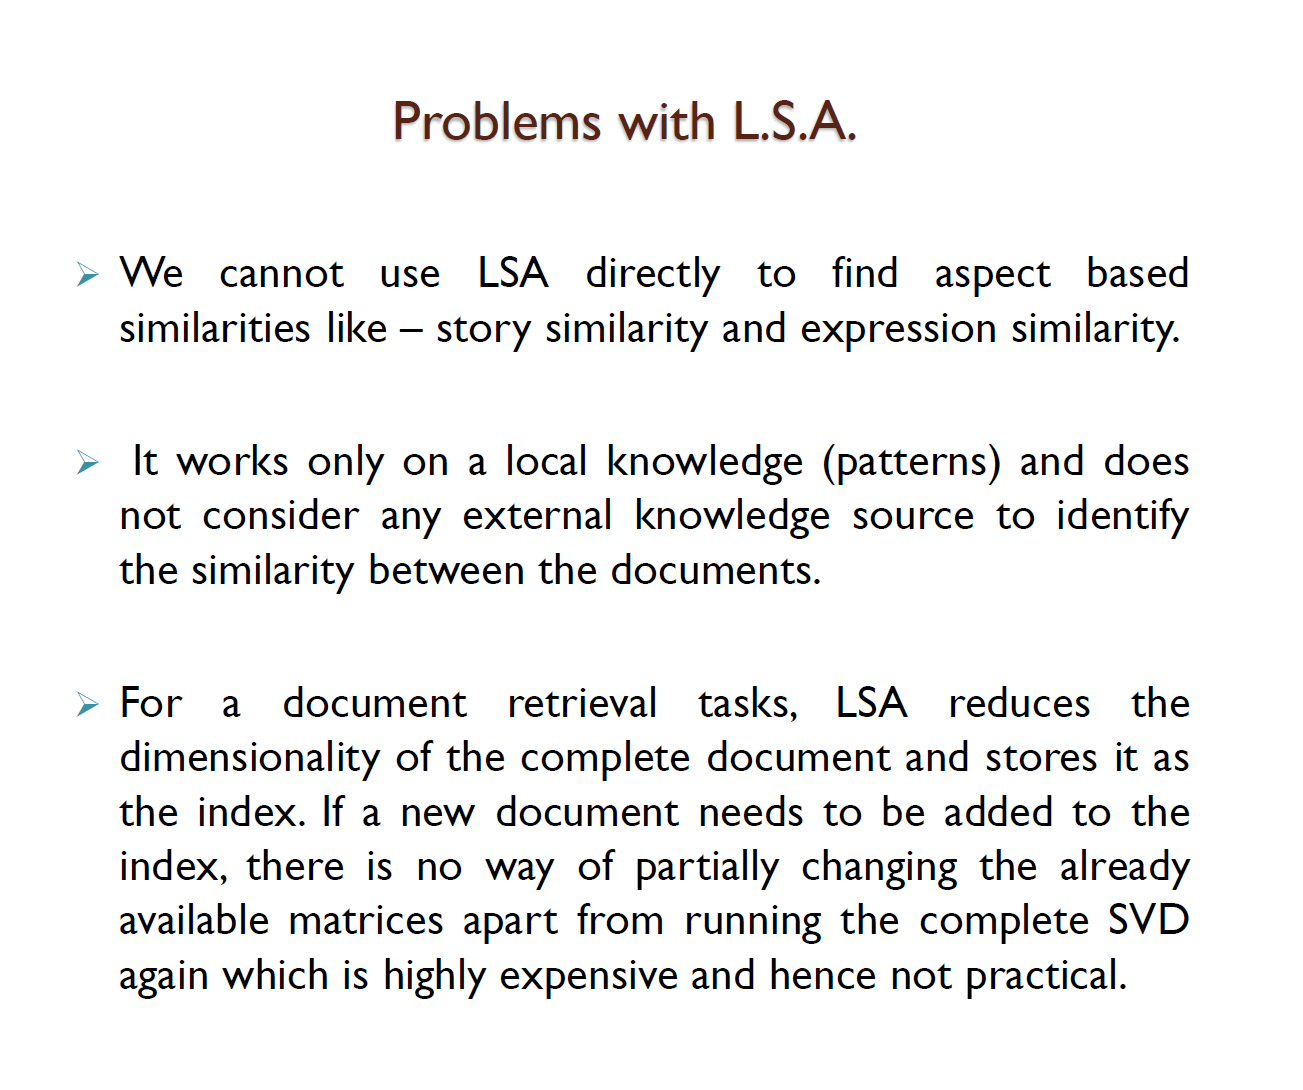 Problems with L.S.A.
We cannot use LSA directly to find aspect based
similarities like – story similarity and expression similarity.
It works only on a local knowledge (patterns) and does
not consider any external knowledge source to identify
the similarity between the documents.
For a document retrieval tasks, LSA reduces the
dimensionality of the complete document and stores it as
the index. If a new document needs to be added to the
index, there is no way of partially changing the already
available matrices apart from running the complete SVD
again which is highly expensive and hence not practical.